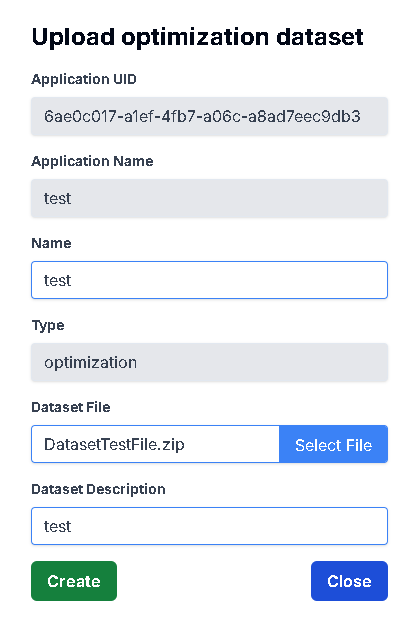 Upload optimization dataset
Application UID
6ae0c017-a1ef-4fb7-a06c-a8ad7eec9db3
Application Name
test
Name
test
Type
optimization
Dataset File
DatasetTestFile.zip Select File
Dataset Description
test
Create Close